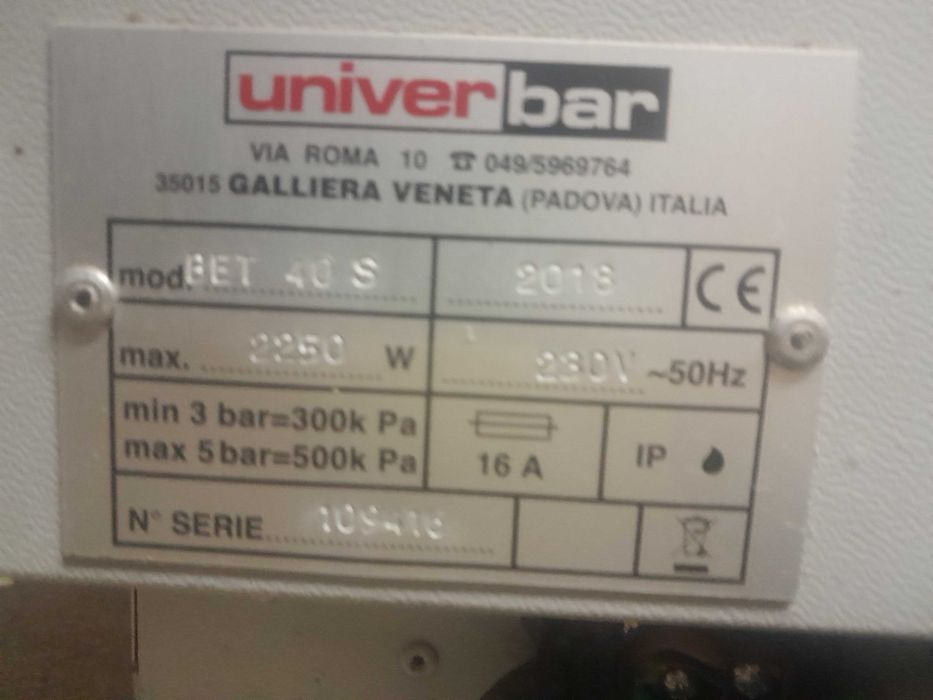 univerbar
VIA ROMA 10 ☎ 049/5969764
35015 GALLIERA VENETA (PADOVA) ITALIA
mod. BET 40 S 2018 CE
max. 2250 W 230V ~50Hz
min 3 bar=300k Pa
max 5 bar=500k Pa
16 A IP
N° SERIE